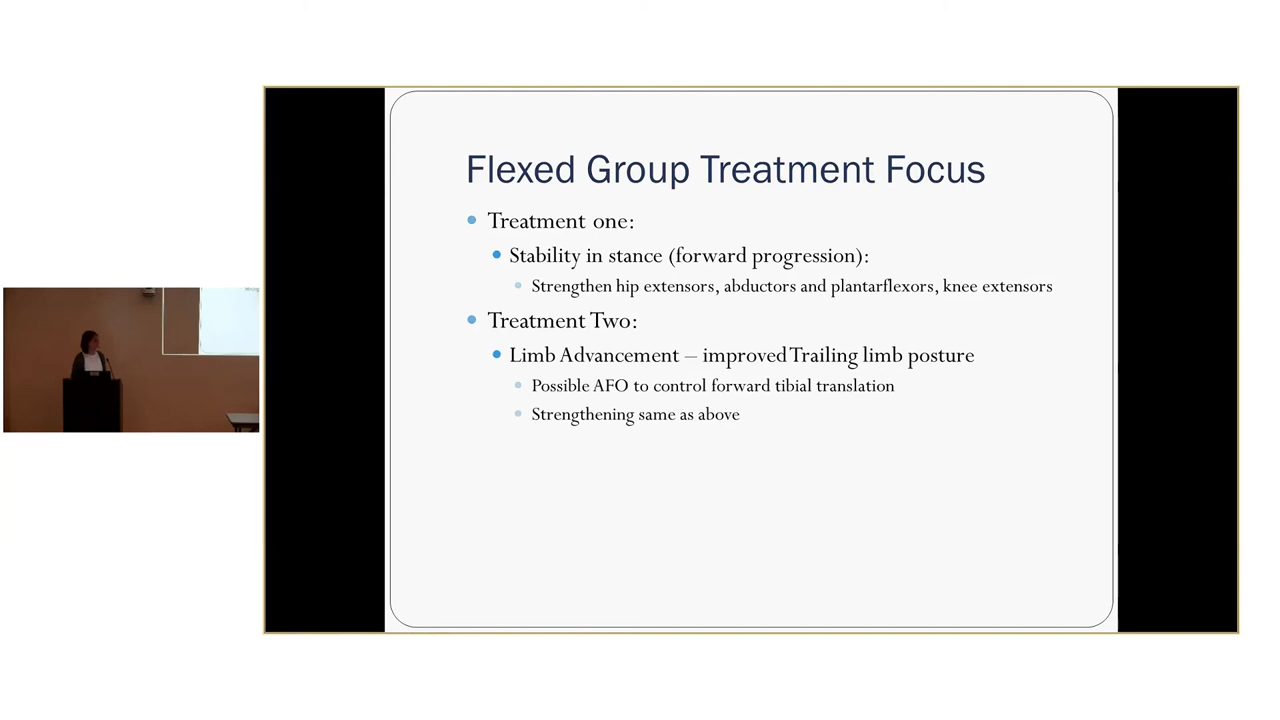 Flexed Group Treatment Focus
Treatment one:
Stability in stance (forward progression):
Strengthen hip extensors, abductors and plantarflexors, knee extensors
Treatment Two:
Limb Advancement – improved Trailing limb posture
Possible AFO to control forward tibial translation
Strengthening same as above